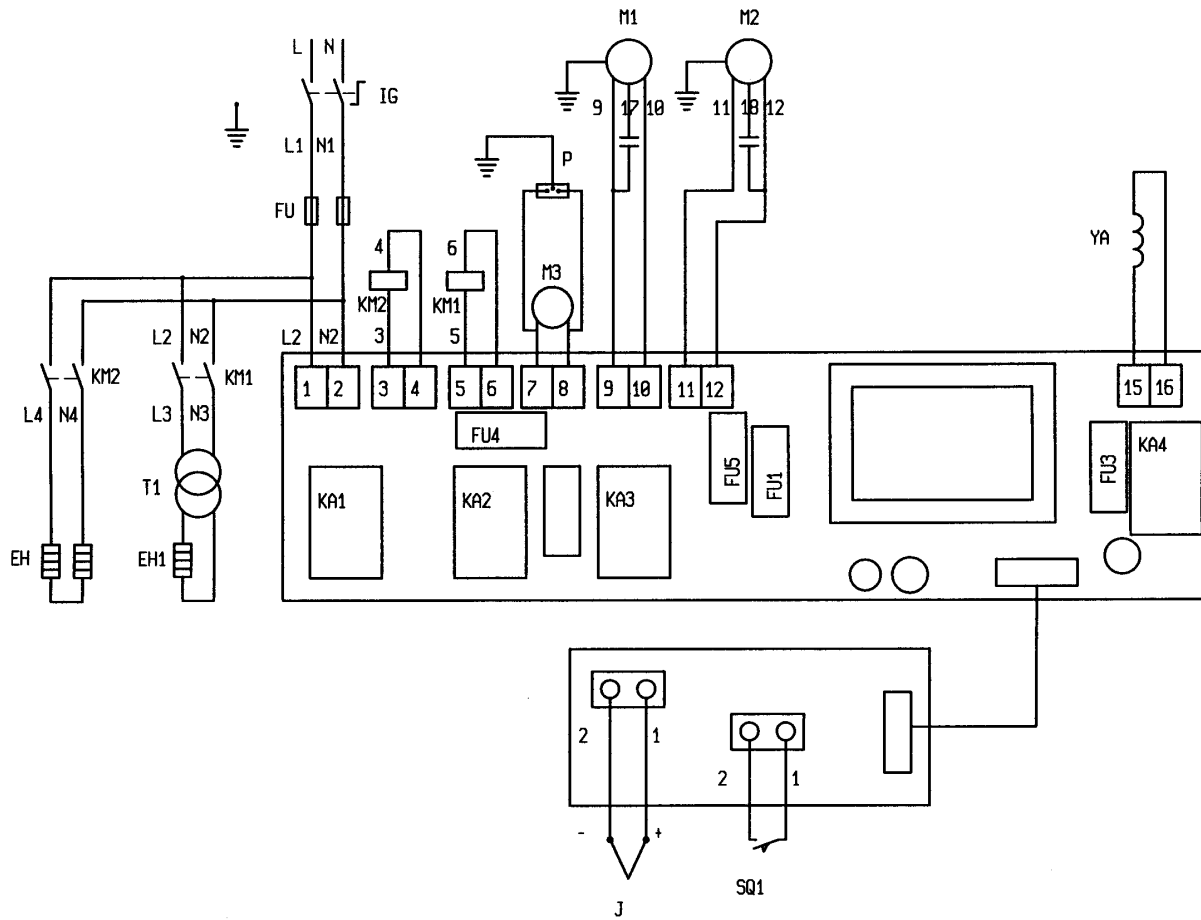 M1 M2
L N
IG
9 17 10 11 18 12
L1 N1
P
FU
4 6
YA
M3
KM2 KM1
L2 N2 L2 N2 3 5
KM2 KM1
1 2 3 4 5 6 7 8 9 10 11 12 15 16
L4 N4 L3 N3
FU4
KA4
FU5 FU1 FU3
T1
KA1 KA2 KA3
EH EH1
2 1
2 1
- +
SQ1
J